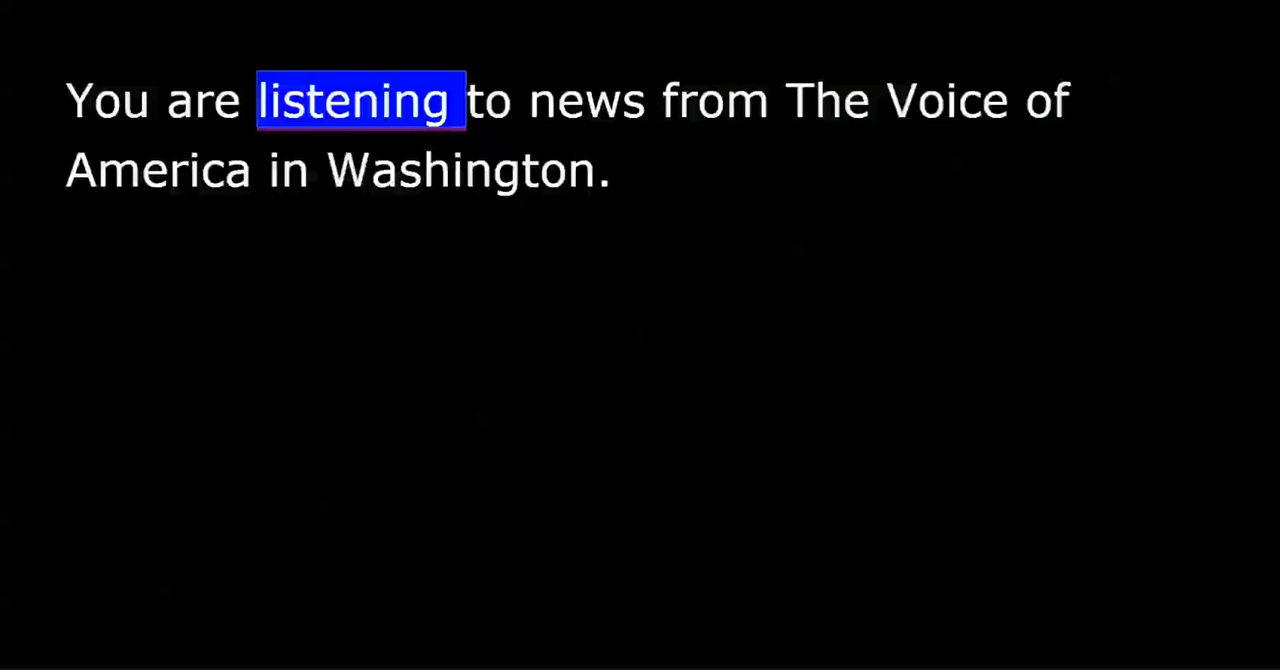 You are listening to news from The Voice of
America in Washington.